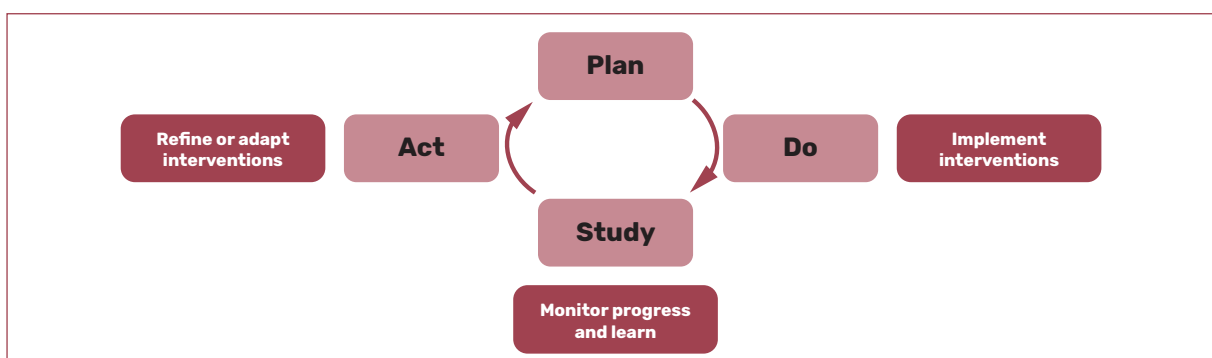 Plan
Refine or adapt
interventions
Act
Do
Implement
interventions
Study
Monitor progress
and learn